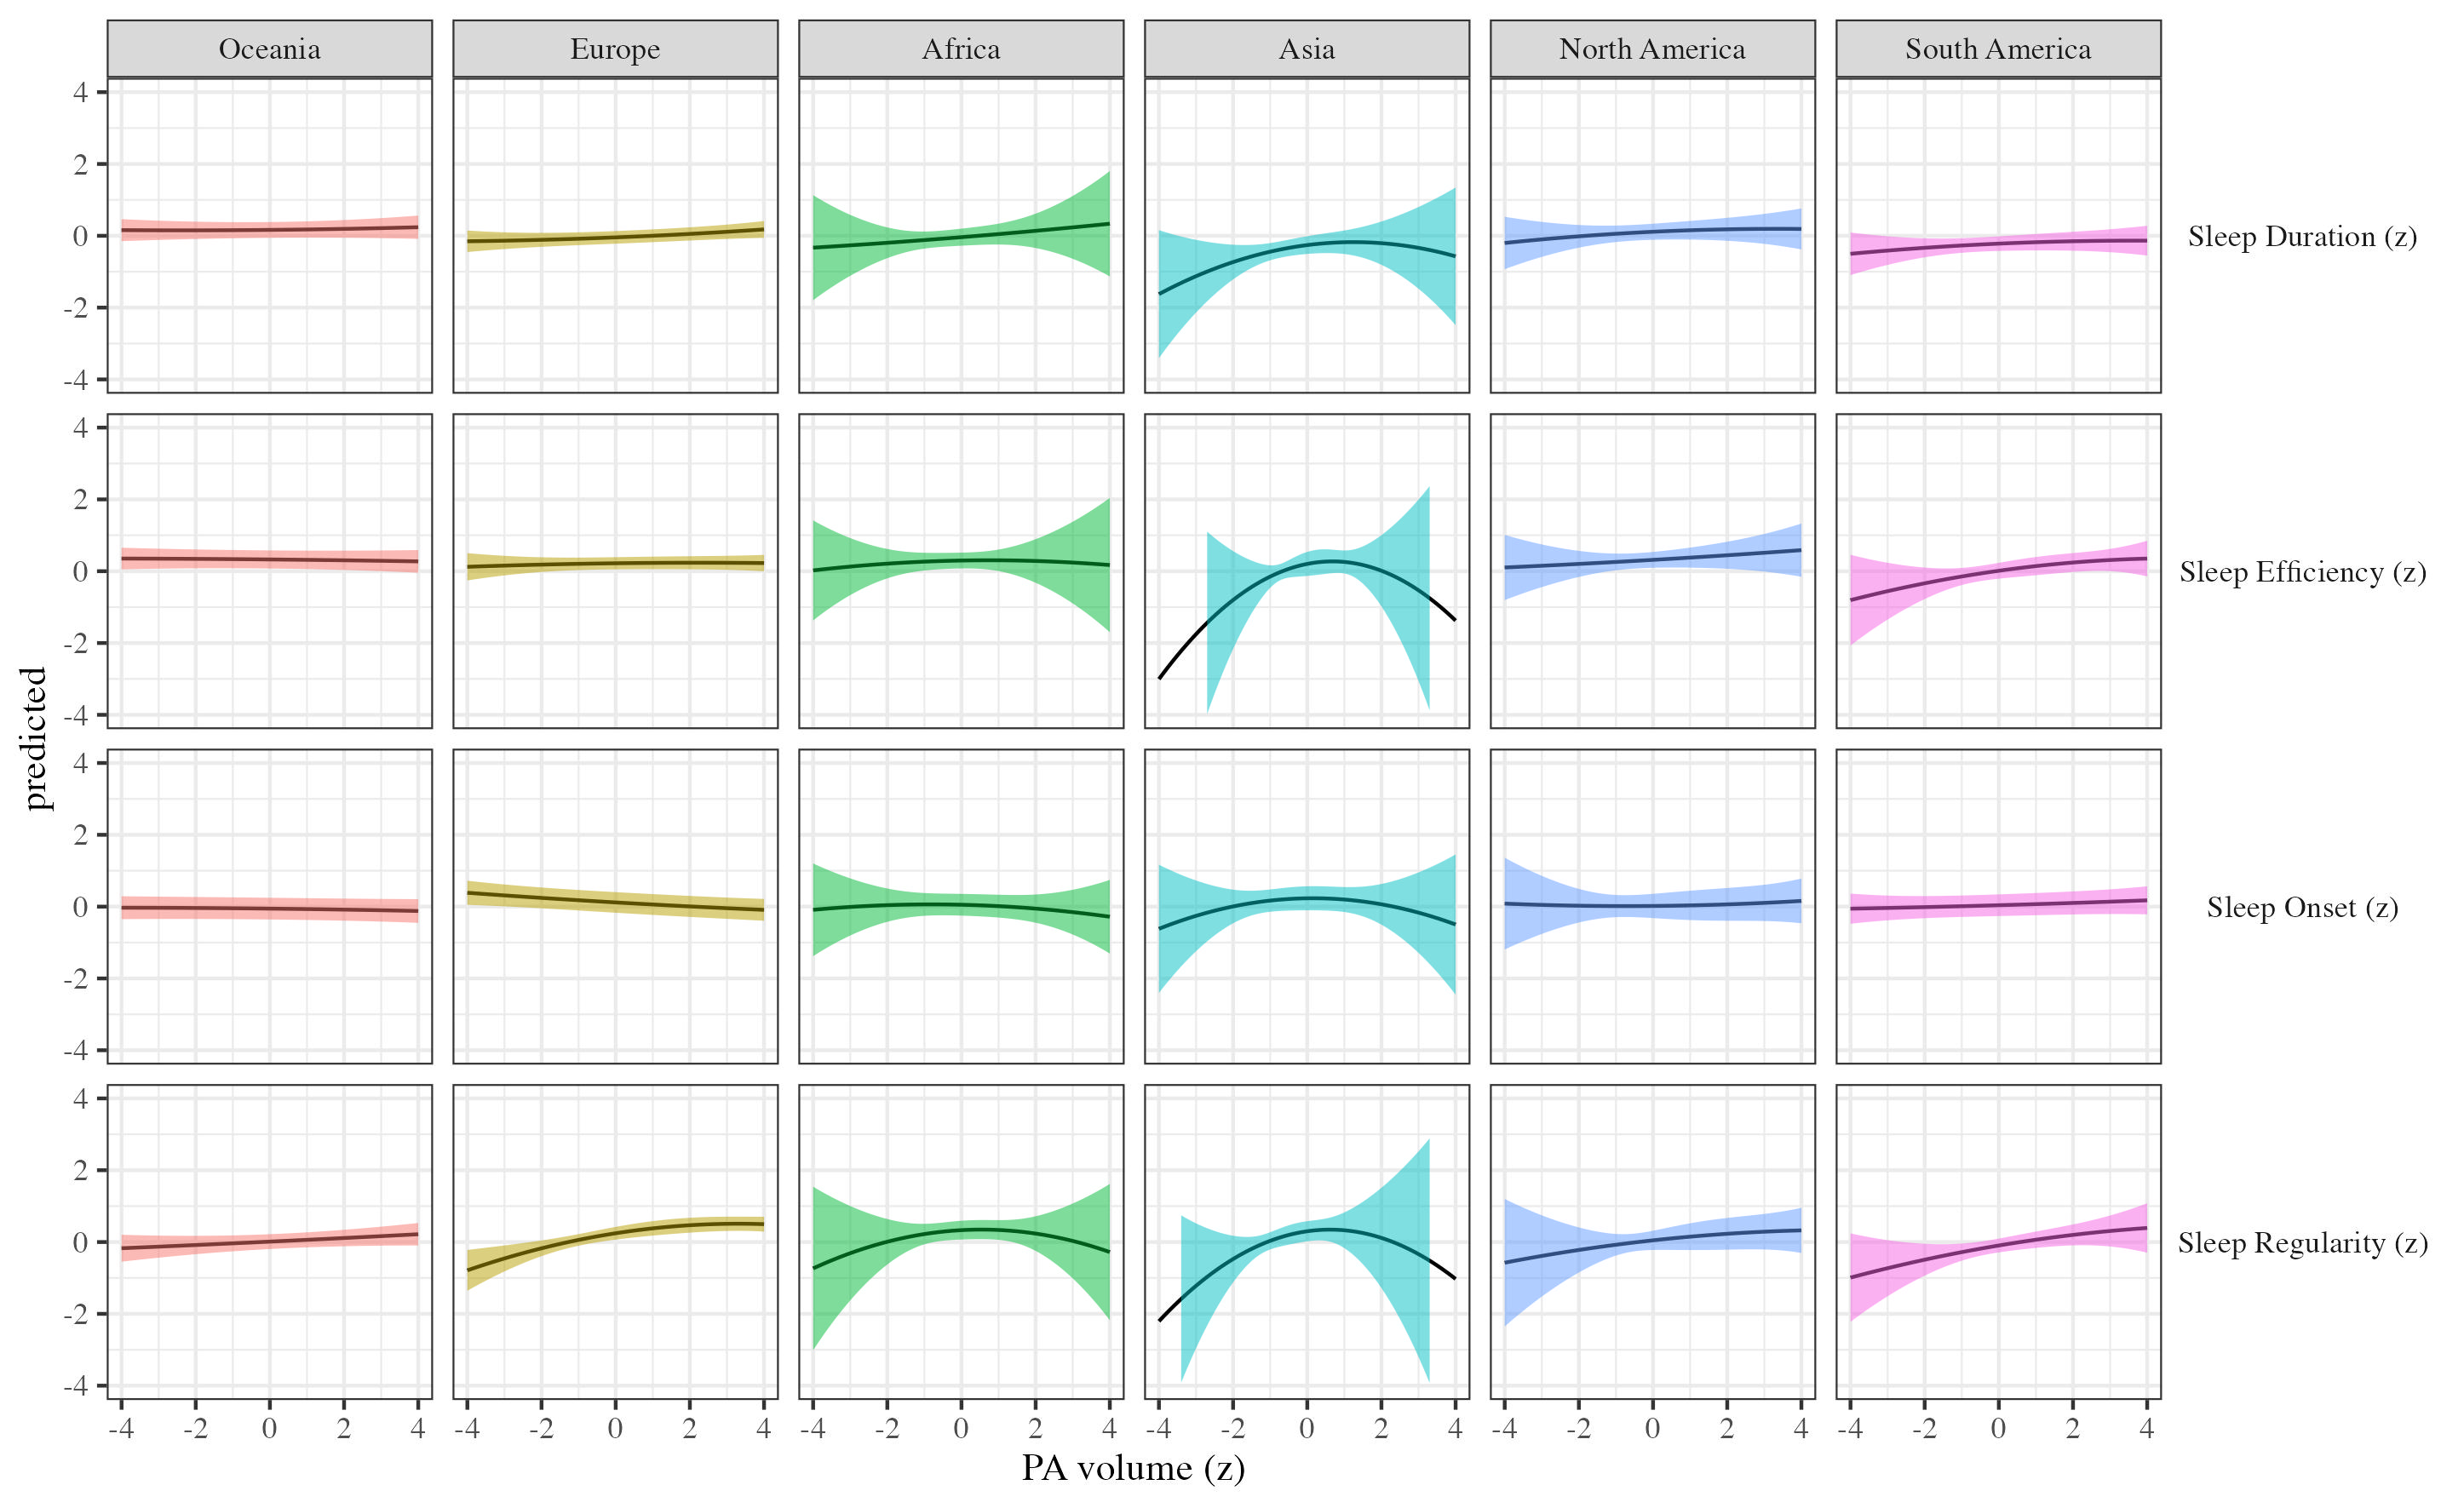 Oceania Europe Africa Asia North America South America
4
2
0
-2
-4
Sleep Duration (z)
4
2
0
-2
-4
Sleep Efficiency (z)
predicted
4
2
0
-2
-4
Sleep Onset (z)
4
2
0
-2
-4
Sleep Regularity (z)
-4 -2 0 2 4 -4 -2 0 2 4 -4 -2 0 2 4 -4 -2 0 2 4 -4 -2 0 2 4 -4 -2 0 2 4
PA volume (z)